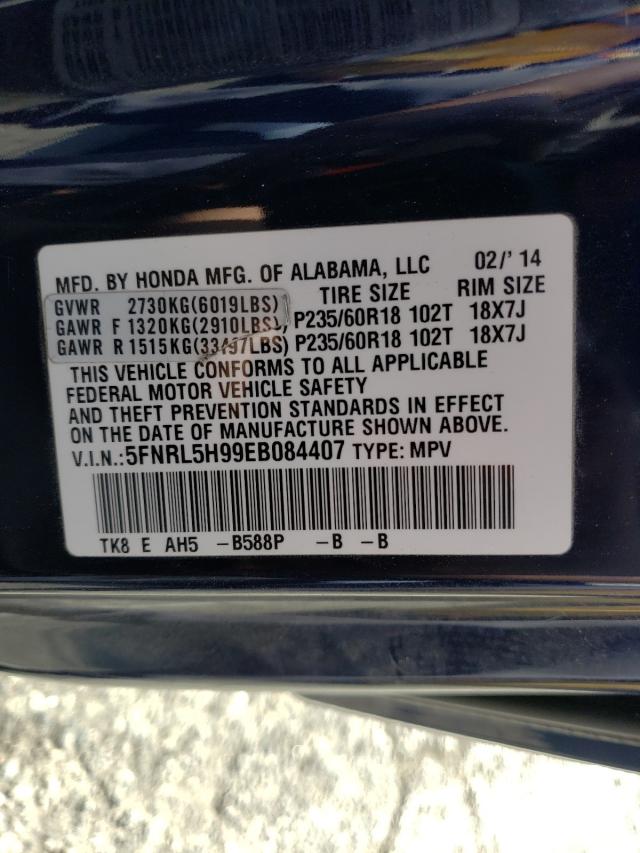 MFD. BY HONDA MFG. OF ALABAMA, LLC 02/' 14
GVWR 2730KG(6019LBS) TIRE SIZE RIM SIZE
GAWR F 1320KG(2910LBS) P235/60R18 102T 18X7J
GAWR R 1515KG P235/60R18 102T 18X7J
THIS VEHICLE CONFORMS TO ALL APPLICABLE
FEDERAL MOTOR VEHICLE SAFETY
AND THEFT PREVENTION STANDARDS IN EFFECT
ON THE DATE OF MANUFACTURE SHOWN ABOVE.
V.I.N.:5FNRL5H99EB084407 TYPE: MPV
TK8 E AH5 -B588P -B -B